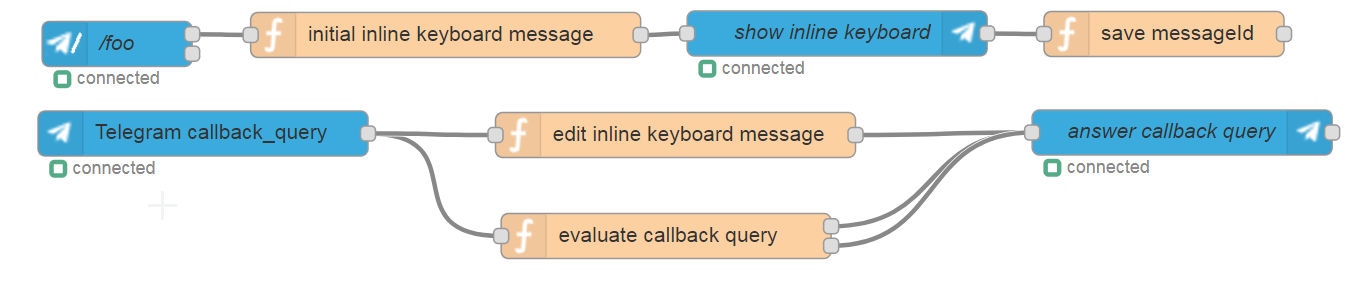 /foo
initial inline keyboard message
show inline keyboard
save messageId
connected
connected
Telegram callback_query
edit inline keyboard message
answer callback query
connected
connected
evaluate callback query